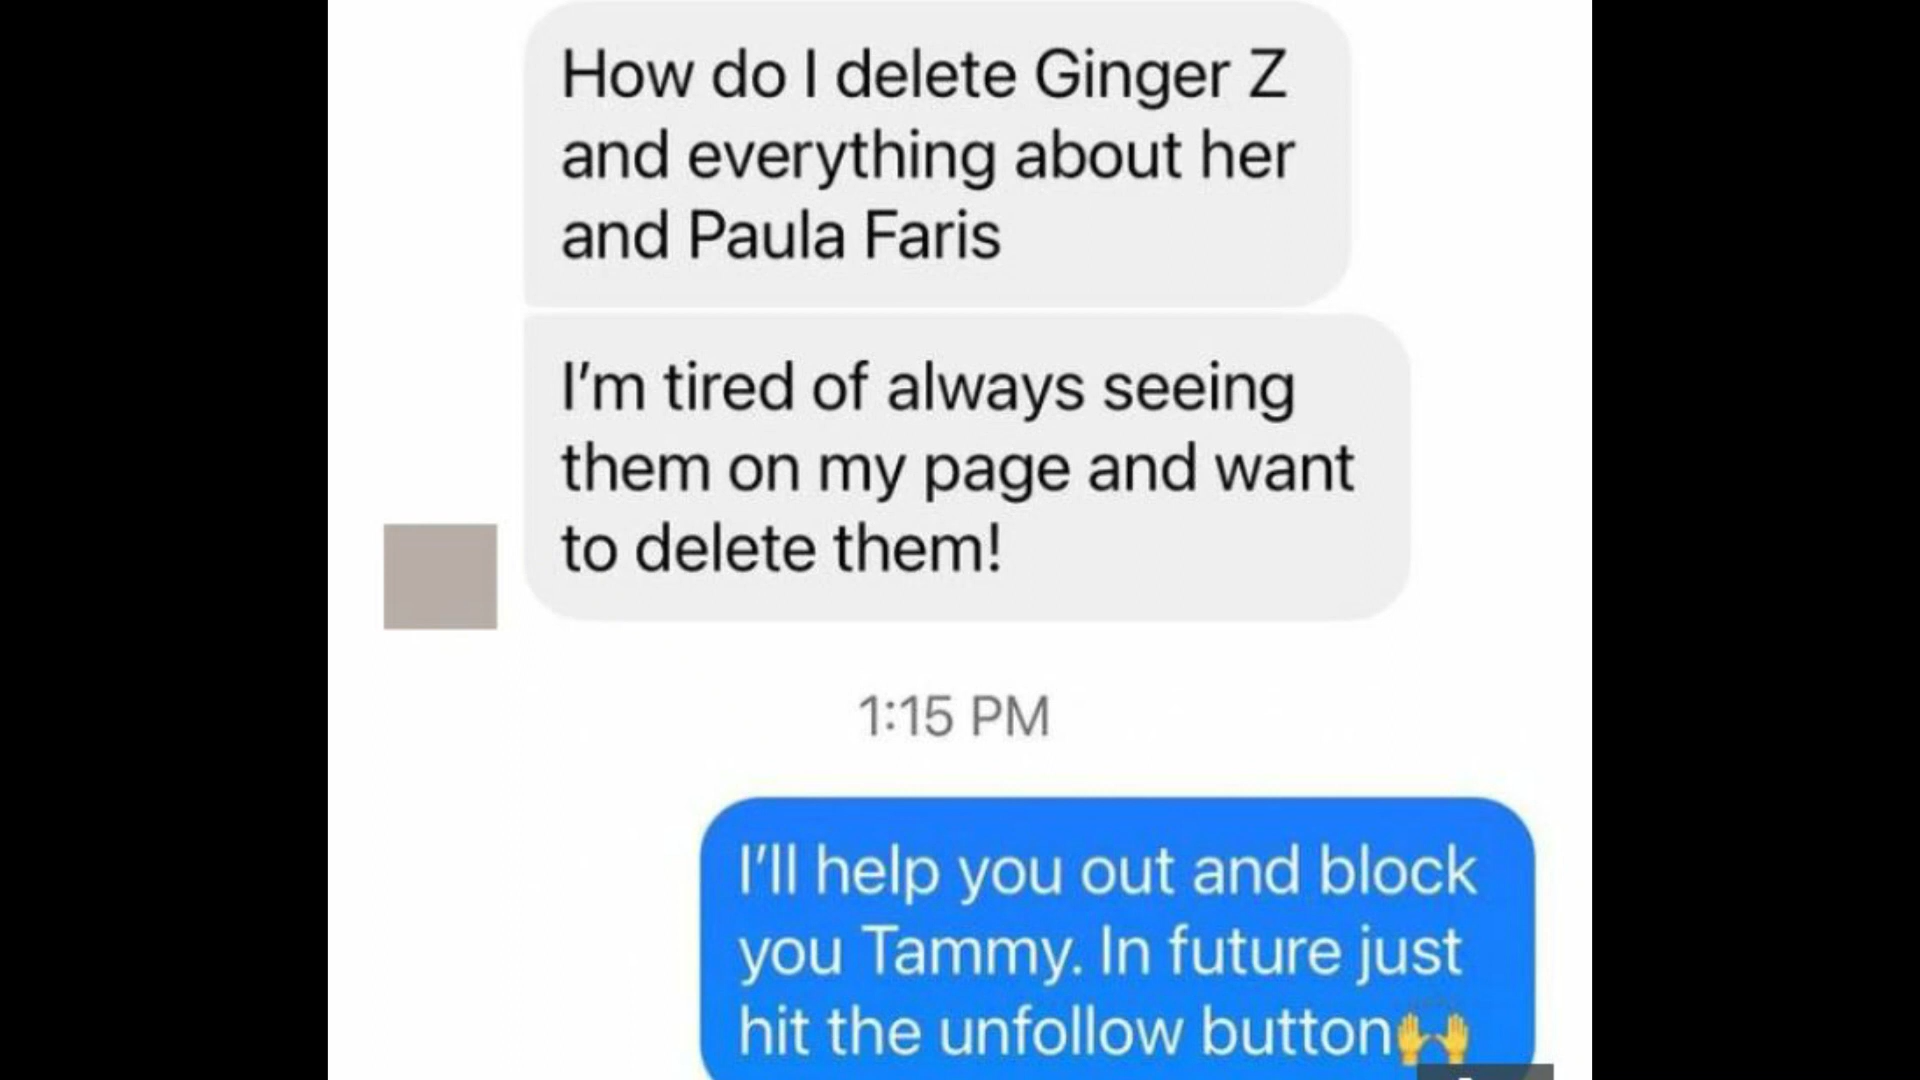 How do I delete Ginger Z
and everything about her
and Paula Faris
I’m tired of always seeing
them on my page and want
to delete them!
1:15 PM
I’ll help you out and block
you Tammy. In future just
hit the unfollow button🙌